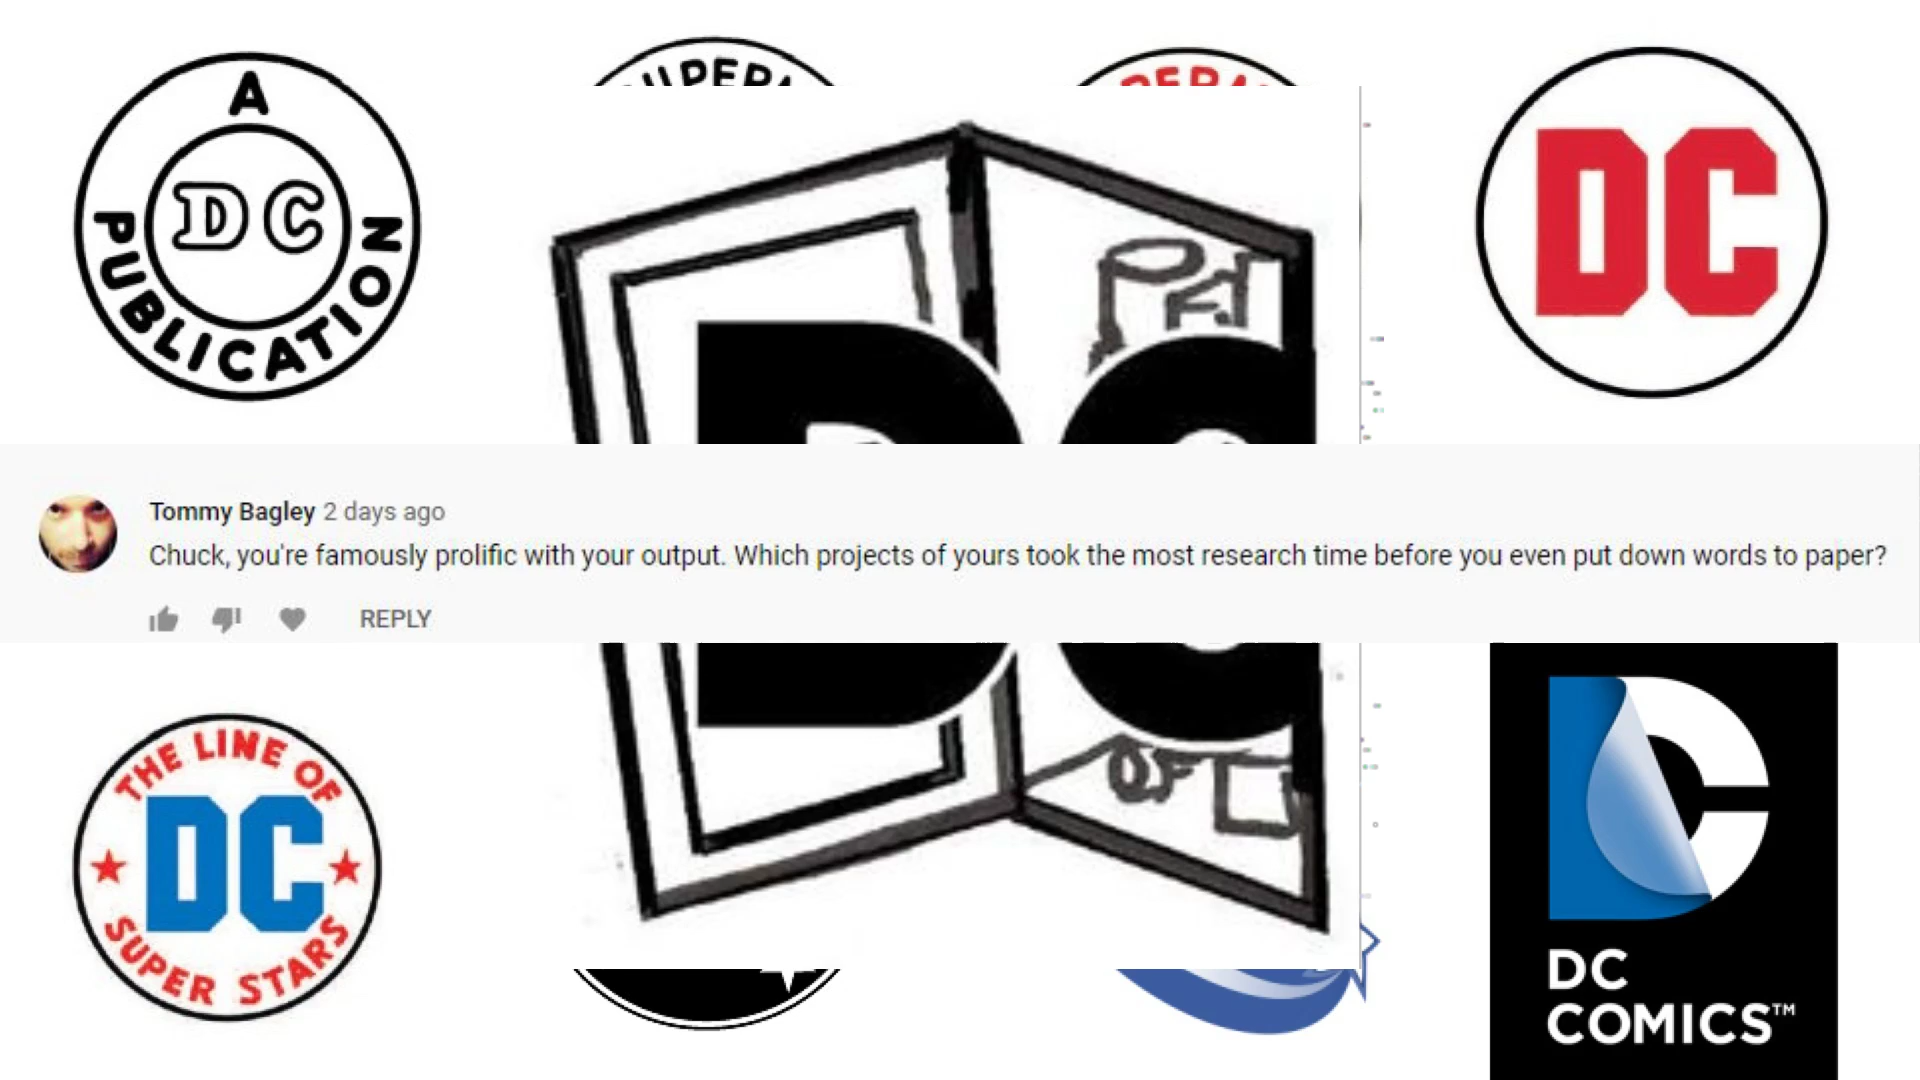 A
DC
PUBLICATION
DC
Tommy Bagley 2 days ago
Chuck, you're famously prolific with your output. Which projects of yours took the most research time before you even put down words to paper?
REPLY
THE LINE OF
DC
SUPER STARS
OF
DC
COMICS™